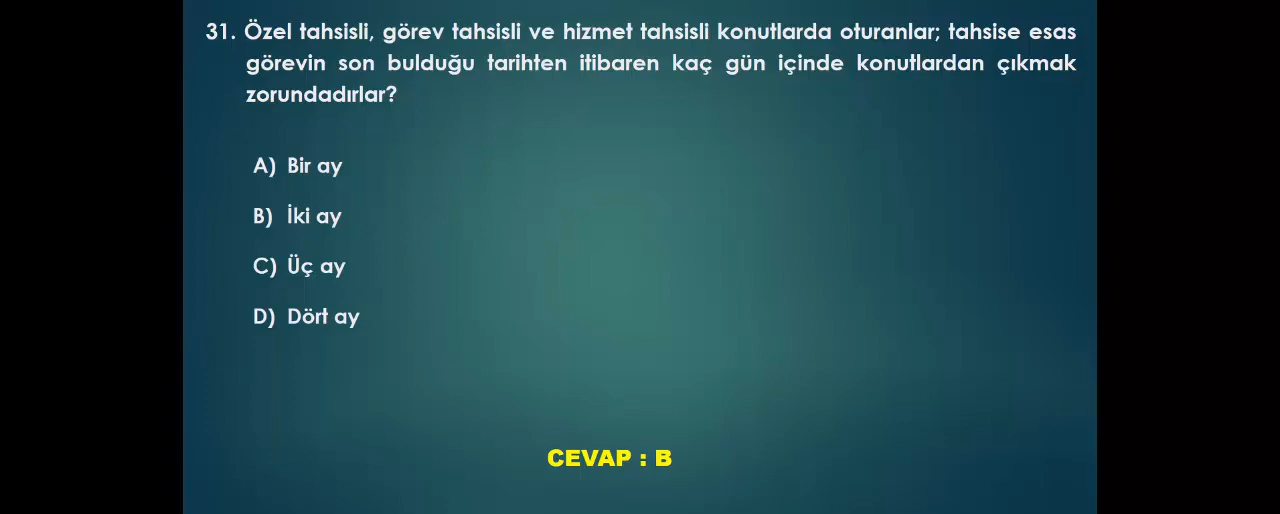 31. Özel tahsisli, görev tahsisli ve hizmet tahsisli konutlarda oturanlar; tahsise esas
görevin son bulduğu tarihten itibaren kaç gün içinde konutlardan çıkmak
zorundadırlar?
A) Bir ay
B) İki ay
C) Üç ay
D) Dört ay
CEVAP : B